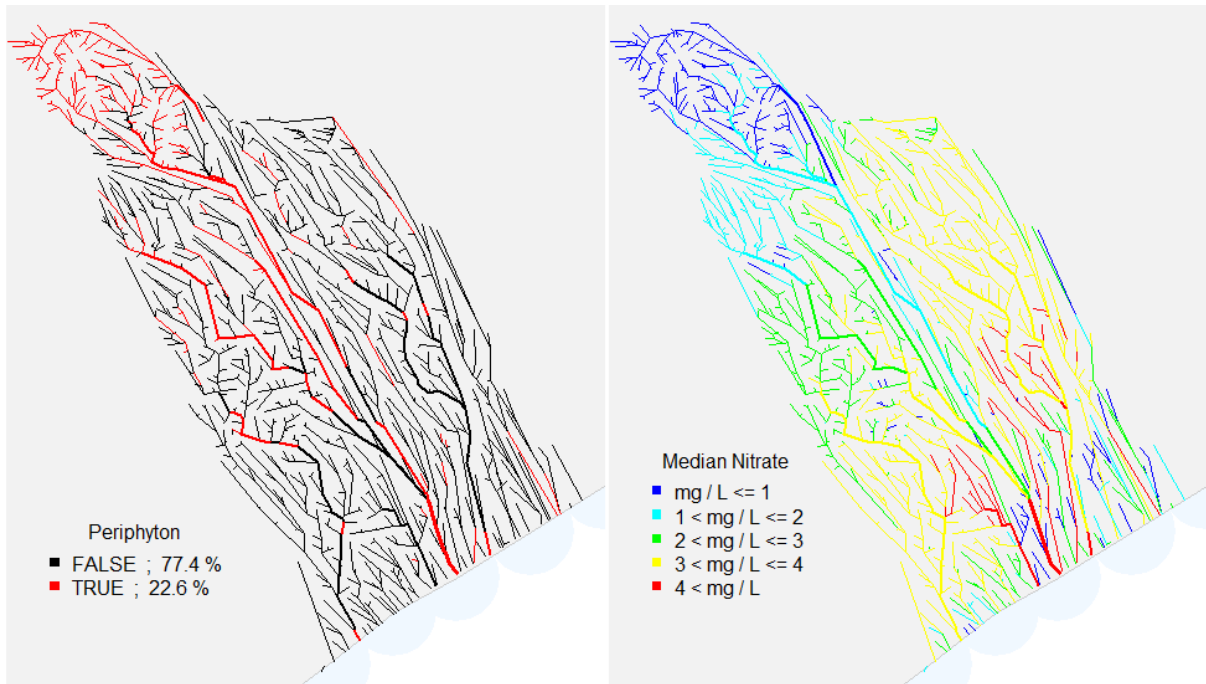 Periphyton
FALSE ; 77.4 %
TRUE ; 22.6 %
Median Nitrate
mg / L <= 1
1 < mg / L <= 2
2 < mg / L <= 3
3 < mg / L <= 4
4 < mg / L